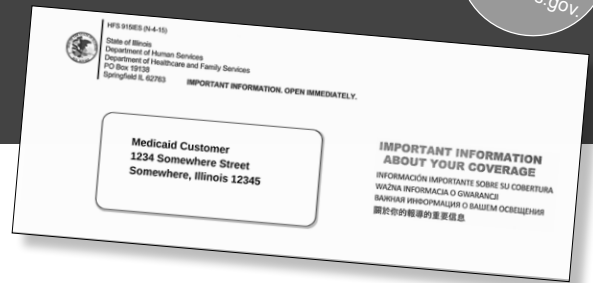 s.gov.
HFS 915IES (N-4-15)
State of Illinois
Department of Human Services
Department of Healthcare and Family Services
PO Box 19138
Springfield IL 62763
IMPORTANT INFORMATION. OPEN IMMEDIATELY.
Medicaid Customer
1234 Somewhere Street
Somewhere, Illinois 12345
IMPORTANT INFORMATION
ABOUT YOUR COVERAGE
INFORMACIÓN IMPORTANTE SOBRE SU COBERTURA
WAŻNA INFORMACJA O GWARANCJI
ВАЖНАЯ ИНФОРМАЦИЯ О ВАШЕМ ОСВЕЩЕНИЯ
關於你的報導的重要信息